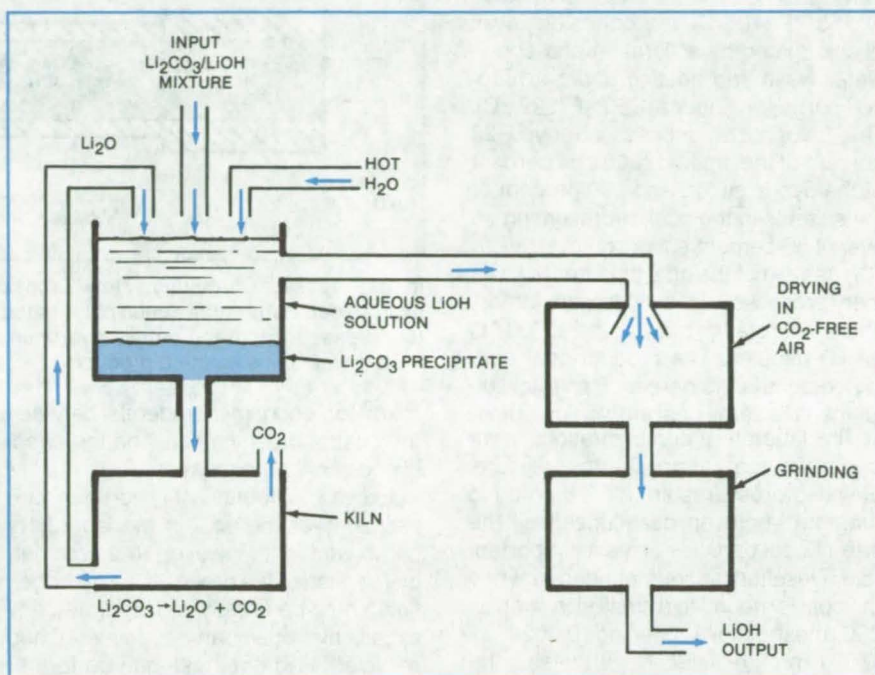 INPUT
Li₂CO₃/LiOH
MIXTURE
Li₂O
HOT
H₂O
AQUEOUS LiOH
SOLUTION
Li₂CO₃ PRECIPITATE
DRYING
IN
CO₂-FREE
AIR
CO₂
KILN
GRINDING
Li₂CO₃ → Li₂O + CO₂
LiOH
OUTPUT